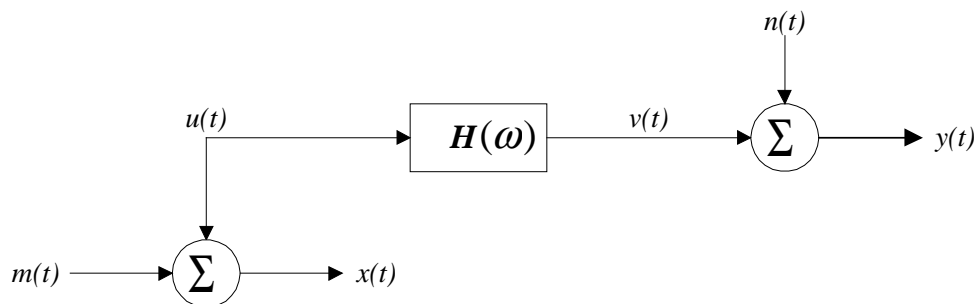 n(t)
u(t)
H(ω)
v(t)
Σ
y(t)
m(t)
Σ
x(t)